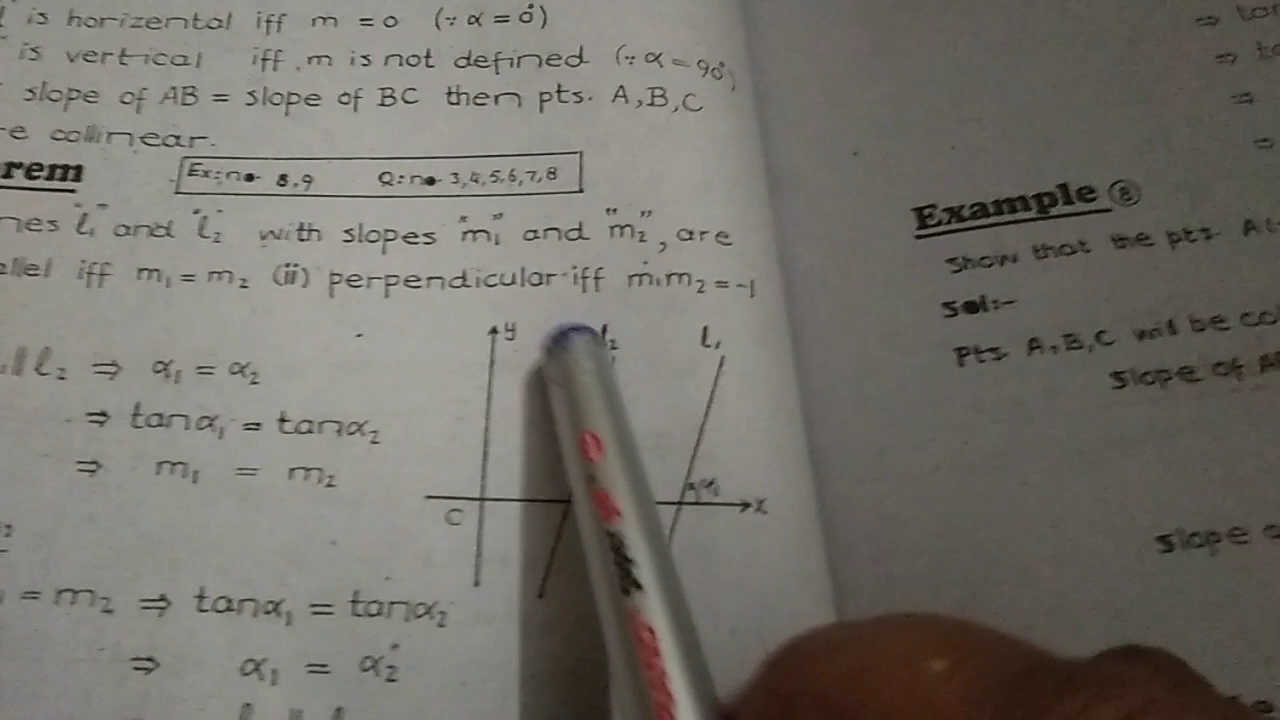 is horizental iff m = 0 (∵ α = 0°)
is vertical iff m is not defined (∵ α = 90°)
slope of AB = slope of BC then pts. A,B,C
e collinear.
rem
Ex:no 8,9 Q:no 3,4,5,6,7,8
nes "l₁" and "l₂" with slopes "m₁" and "m₂", are
llel iff m₁ = m₂ (ii) perpendicular iff m₁m₂ = -1
y
l₁
l₂ ⇒ α₁ = α₂
⇒ tanα₁ = tanα₂
⇒ m₁ = m₂
O
x
= m₂ ⇒ tanα₁ = tanα₂
⇒ α₁ = α₂
Example ⑧
Show that the pts. A
Sol:-
Pts. A,B,C will be co
slope of A
slope